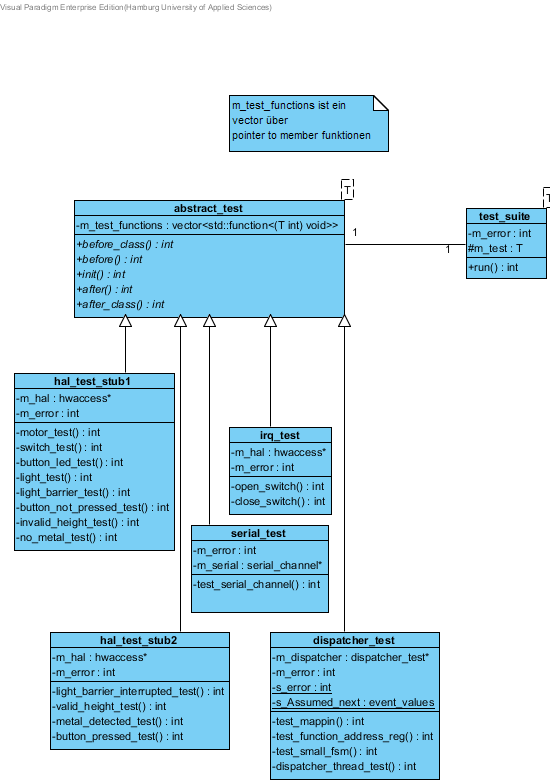 Visual Paradigm Enterprise Edition(Hamburg University of Applied Sciences)
m_test_functions ist ein
vector über
pointer to member funktionen
T
abstract_test
-m_test_functions : vector<std::function<(T int) void>>
+before_class() : int
+before() : int
+init() : int
+after() : int
+after_class() : int
1
1
test_suite
-m_error : int
#m_test : T
+run() : int
hal_test_stub1
-m_hal : hwaccess*
-m_error : int
-motor_test() : int
-switch_test() : int
-button_led_test() : int
-light_test() : int
-light_barrier_test() : int
-button_not_pressed_test() : int
-invalid_height_test() : int
-no_metal_test() : int
irq_test
-m_hal : hwaccess*
-m_error : int
-open_switch() : int
-close_switch() : int
serial_test
-m_error : int
-m_serial : serial_channel*
-test_serial_channel() : int
hal_test_stub2
-m_hal : hwaccess*
-m_error : int
-light_barrier_interrupted_test() : int
-valid_height_test() : int
-metal_detected_test() : int
-button_pressed_test() : int
dispatcher_test
-m_dispatcher : dispatcher_test*
-m_error : int
-s_error : int
-s_Assumed_next : event_values
-test_mappin() : int
-test_function_address_reg() : int
-test_small_fsm() : int
-dispatcher_thread_test() : int